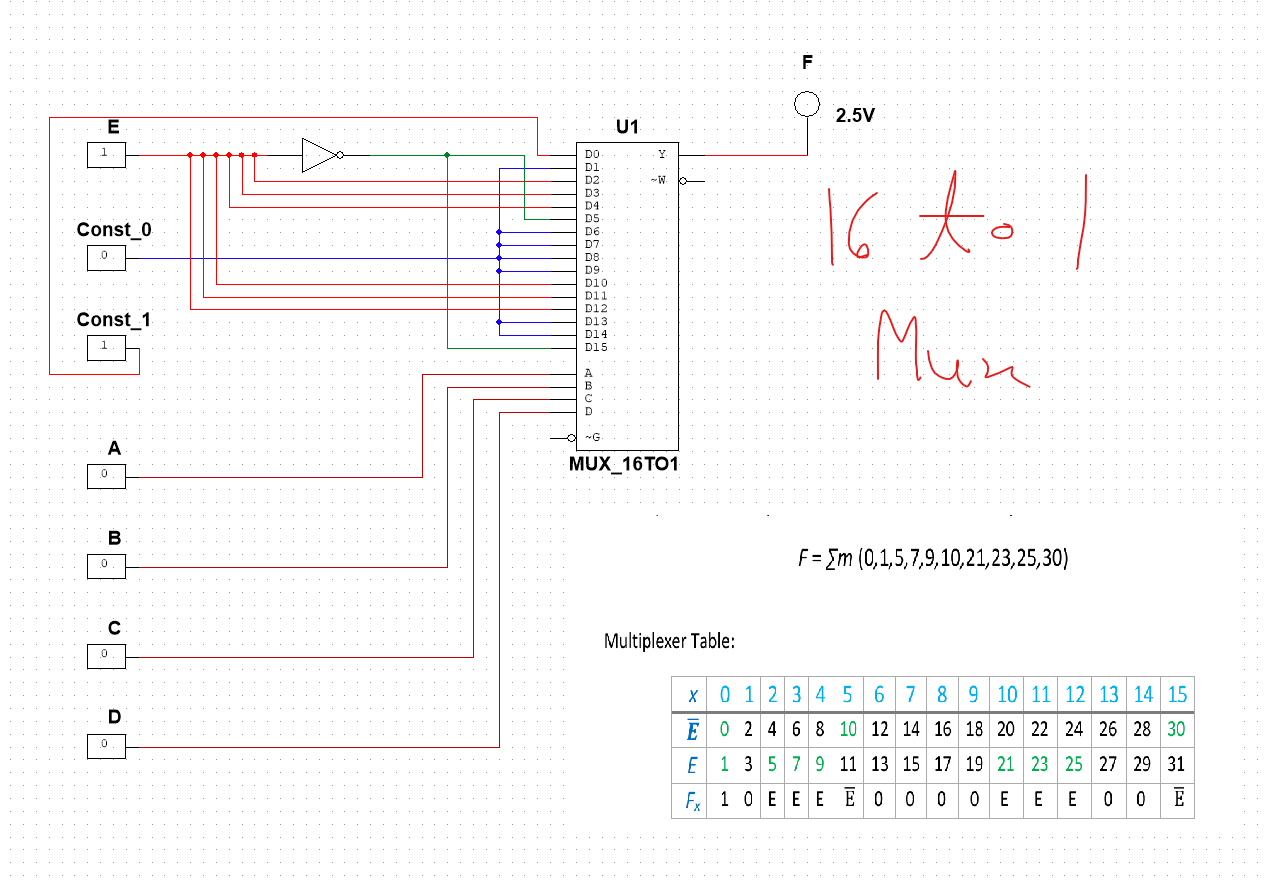 F
2.5V
E
1
U1
D0 Y
D1
D2 ~W
D3
D4
D5
D6
D7
D8
D9
D10
D11
D12
D13
D14
D15
A
B
C
D
~G
MUX_16TO1
Const_0
0
Const_1
1
A
0
B
0
C
0
D
0
16 to 1
Mux
F = ∑m (0,1,5,7,9,10,21,23,25,30)
Multiplexer Table:
x 0 1 2 3 4 5 6 7 8 9 10 11 12 13 14 15
E̅ 0 2 4 6 8 10 12 14 16 18 20 22 24 26 28 30
E 1 3 5 7 9 11 13 15 17 19 21 23 25 27 29 31
Fₓ 1 0 E E E E̅ 0 0 0 0 E E E 0 0 E̅